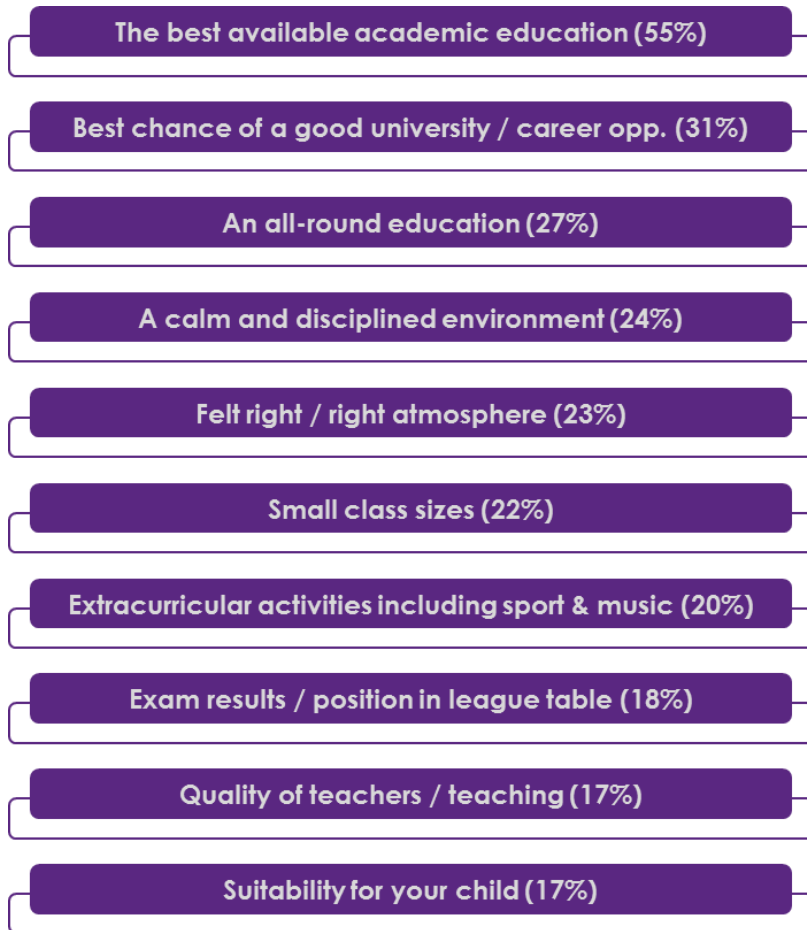 The best available academic education (55%)
Best chance of a good university / career opp. (31%)
An all-round education (27%)
A calm and disciplined environment (24%)
Felt right / right atmosphere (23%)
Small class sizes (22%)
Extracurricular activities including sport & music (20%)
Exam results / position in league table (18%)
Quality of teachers / teaching (17%)
Suitability for your child (17%)